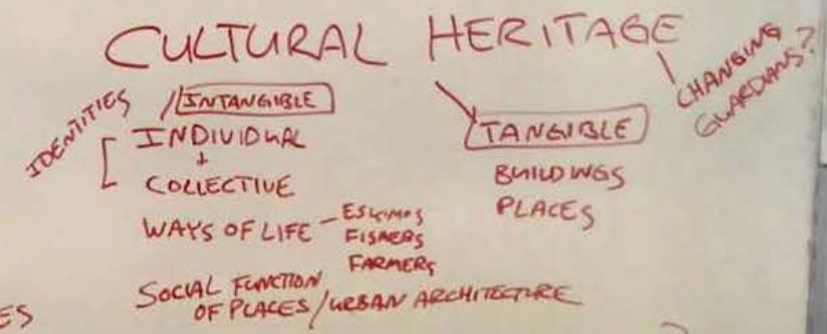 CULTURAL HERITAGE
CHANGING
GUARDIANS?
IDENTITIES
INTANGIBLE
INDIVIDUAL
+
COLLECTIVE
WAYS OF LIFE - ESKIMOS
FISHERS
FARMERS
SOCIAL FUNCTION
OF PLACES / URBAN ARCHITECTURE
TANGIBLE
BUILDINGS
PLACES
ES